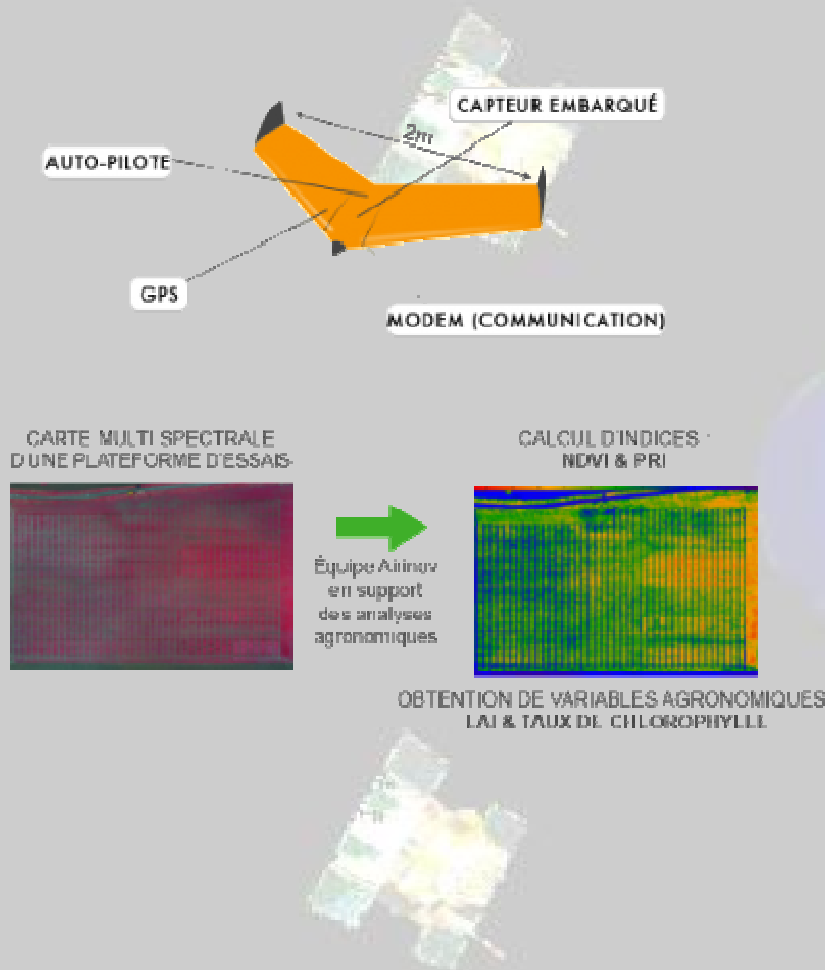 CAPTEUR EMBARQUÉ
2m
AUTO-PILOTE
GPS
MODEM (COMMUNICATION)
CARTE MULTI SPECTRALE
D'UNE PLATEFORME D'ESSAIS
CALCUL D'INDICES :
NDVI & PRI
Équipe Airinov
en support
des analyses
agronomiques
OBTENTION DE VARIABLES AGRONOMIQUES
LAI & TAUX DE CHLOROPHYLLE